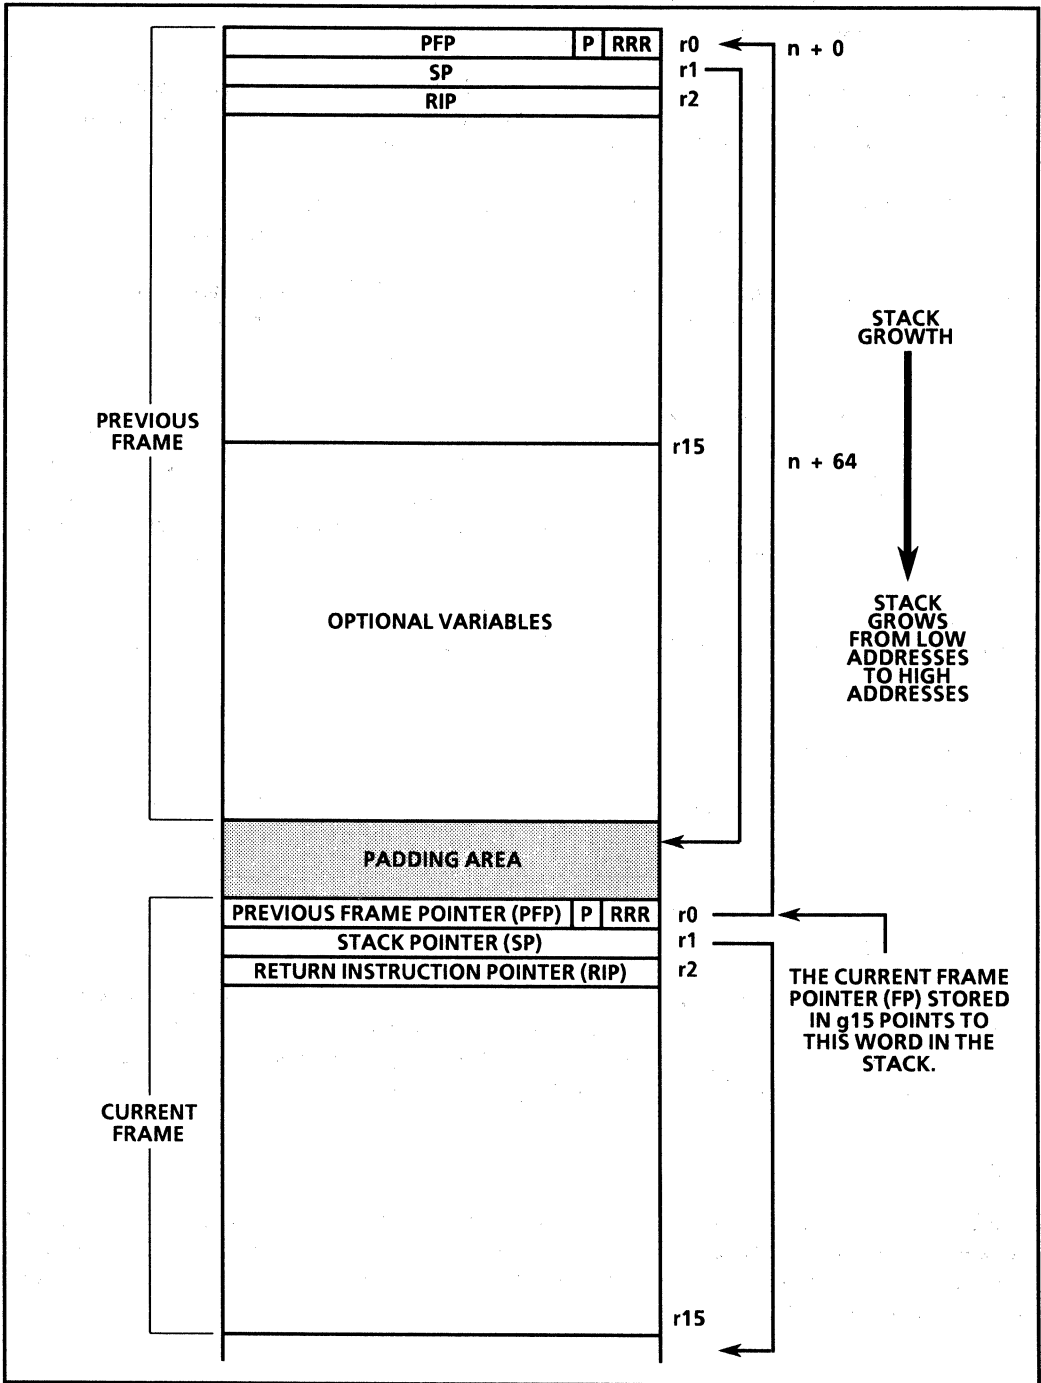 PFP P RRR r0 n + 0
SP r1
RIP r2
STACK
GROWTH
PREVIOUS
FRAME
r15
n + 64
STACK
GROWS
FROM LOW
ADDRESSES
TO HIGH
ADDRESSES
OPTIONAL VARIABLES
PADDING AREA
PREVIOUS FRAME POINTER (PFP) P RRR r0
STACK POINTER (SP) r1
RETURN INSTRUCTION POINTER (RIP) r2
THE CURRENT FRAME
POINTER (FP) STORED
IN g15 POINTS TO
THIS WORD IN THE
STACK.
CURRENT
FRAME
r15